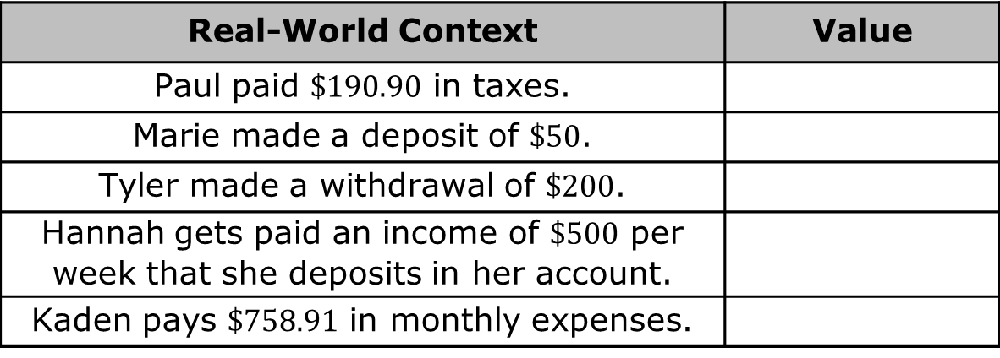 Real-World Context Value
Paul paid $190.90 in taxes.
Marie made a deposit of $50.
Tyler made a withdrawal of $200.
Hannah gets paid an income of $500 per
week that she deposits in her account.
Kaden pays $758.91 in monthly expenses.